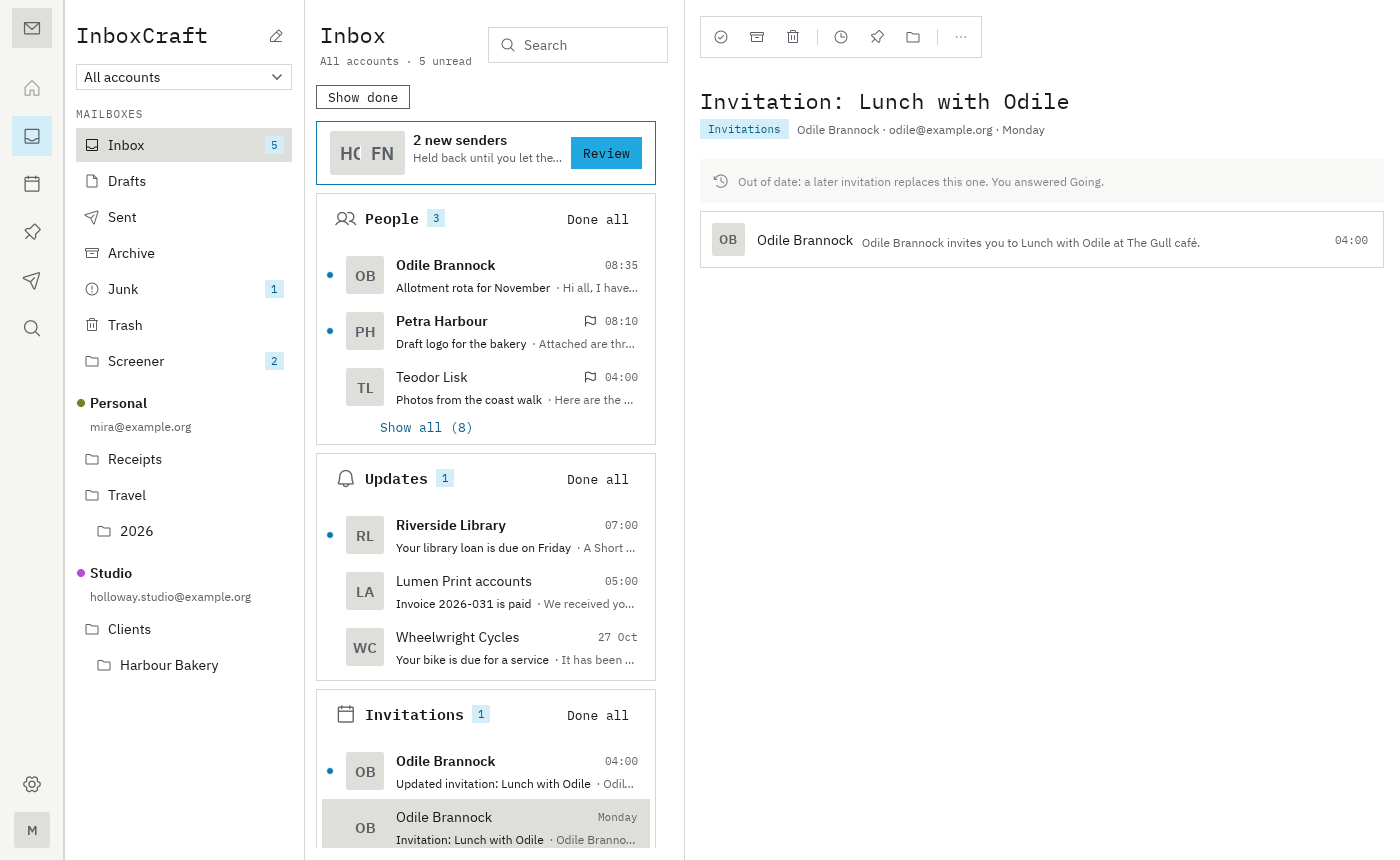 InboxCraft
All accounts
MAILBOXES
Inbox 5
Drafts
Sent
Archive
Junk 1
Trash
Screener 2
Personal
mira@example.org
Receipts
Travel
2026
Studio
holloway.studio@example.org
Clients
Harbour Bakery
M
Inbox
All accounts · 5 unread
Search
Show done
FN
2 new senders
Held back until you let the...
Review
People 3 Done all
OB Odile Brannock 08:35
Allotment rota for November · Hi all, I have...
PH Petra Harbour 08:10
Draft logo for the bakery · Attached are thr...
TL Teodor Lisk 04:00
Photos from the coast walk · Here are the ...
Show all (8)
Updates 1 Done all
RL Riverside Library 07:00
Your library loan is due on Friday · A Short ...
LA Lumen Print accounts 05:00
Invoice 2026-031 is paid · We received yo...
WC Wheelwright Cycles 27 Oct
Your bike is due for a service · It has been ...
Invitations 1 Done all
OB Odile Brannock 04:00
Updated invitation: Lunch with Odile · Odil...
OB Odile Brannock Monday
Invitation: Lunch with Odile · Odile Branno...
Invitation: Lunch with Odile
Invitations Odile Brannock · odile@example.org · Monday
Out of date: a later invitation replaces this one. You answered Going.
OB Odile Brannock Odile Brannock invites you to Lunch with Odile at The Gull café. 04:00